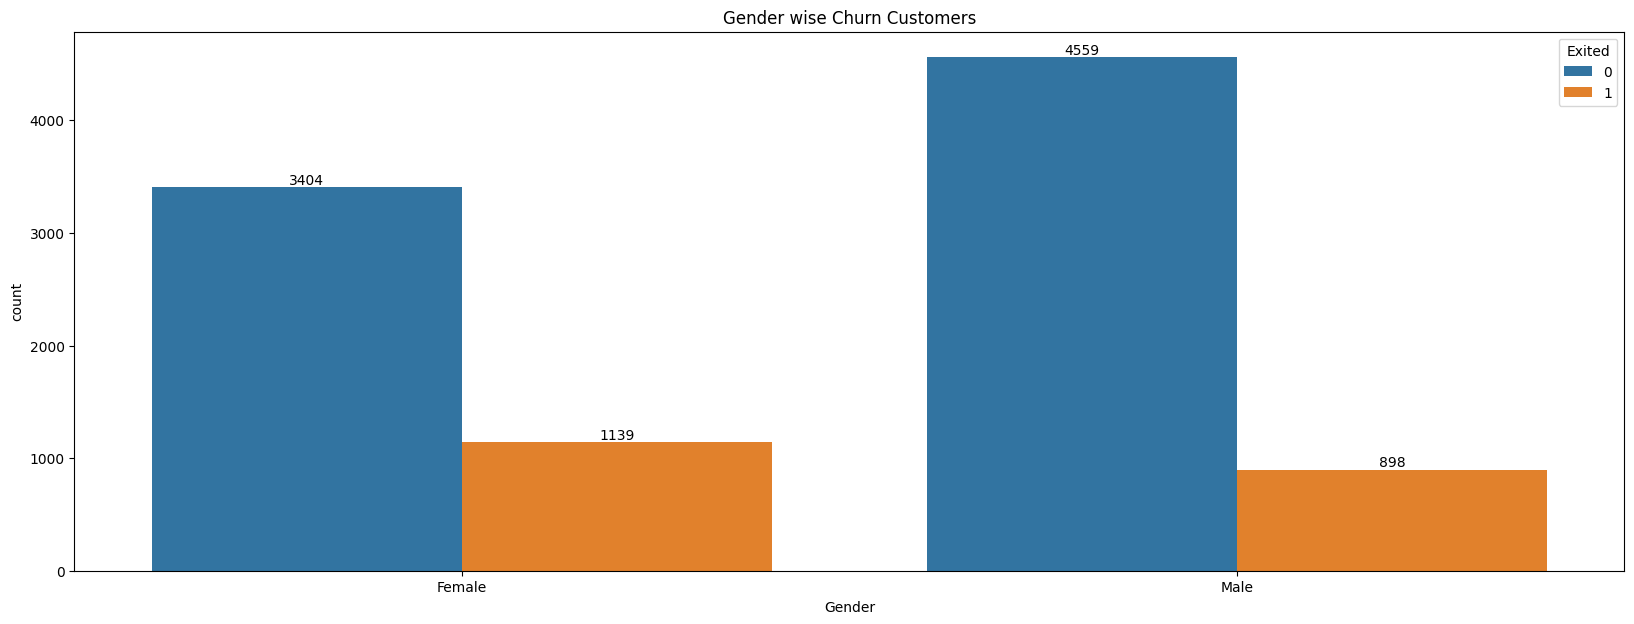 Gender wise Churn Customers
Exited
0
1
4559
3404
1139
898
4000
3000
2000
1000
0
count
Female
Male
Gender